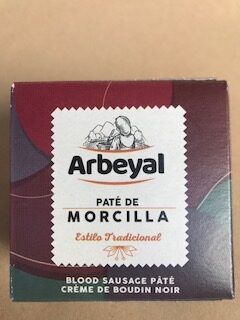 Arbeyal
PATÉ DE
MORCILLA
Estilo Tradicional
BLOOD SAUSAGE PÂTÉ
CRÈME DE BOUDIN NOIR